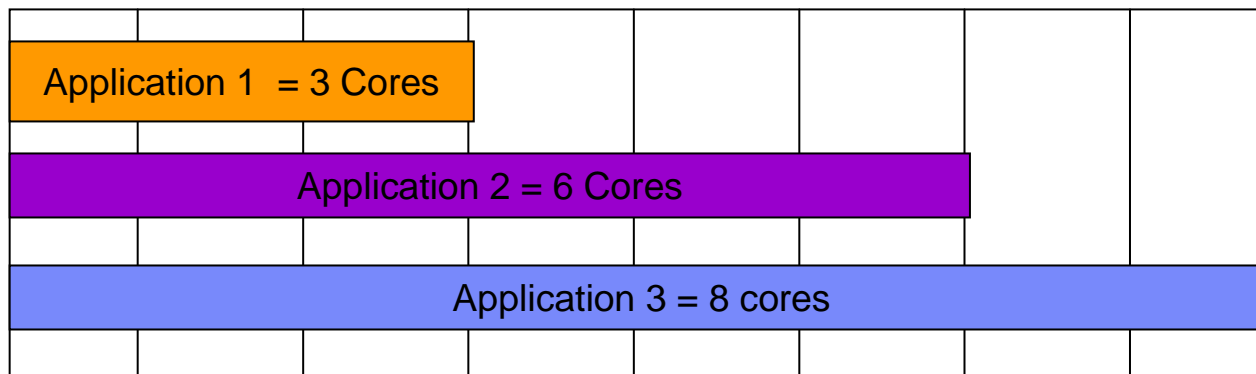 Application 1  = 3 Cores
Application 2 = 6 Cores
Application 3 = 8 cores